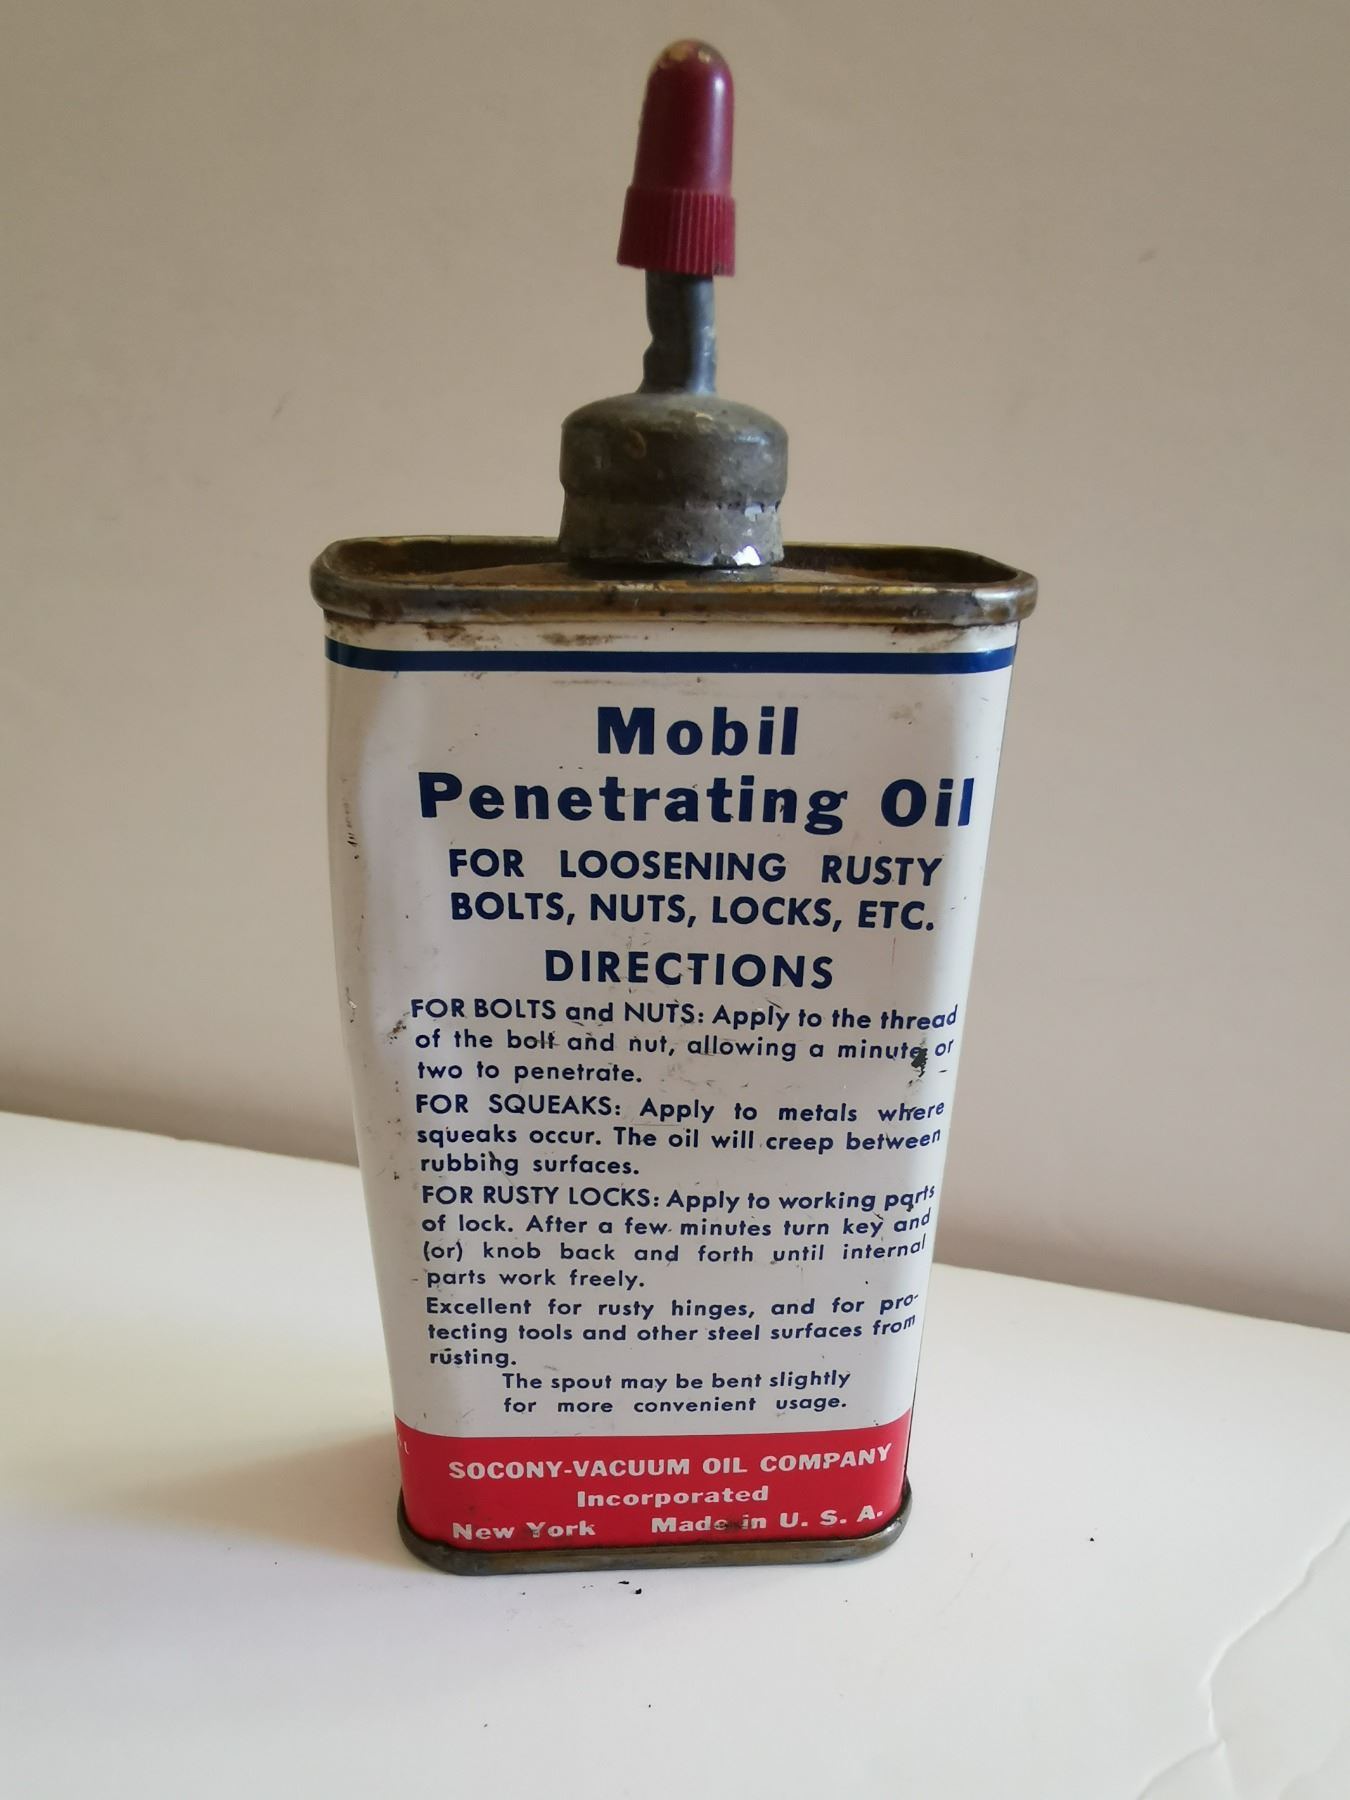 Mobil
Penetrating Oil
FOR LOOSENING RUSTY
BOLTS, NUTS, LOCKS, ETC.
DIRECTIONS
FOR BOLTS and NUTS: Apply to the thread
of the bolt and nut, allowing a minute or
two to penetrate.
FOR SQUEAKS: Apply to metals where
squeaks occur. The oil will creep between
rubbing surfaces.
FOR RUSTY LOCKS: Apply to working parts
of lock. After a few minutes turn key and
(or) knob back and forth until internal
parts work freely.
Excellent for rusty hinges, and for pro-
tecting tools and other steel surfaces from
rusting.
The spout may be bent slightly
for more convenient usage.
SOCONY-VACUUM OIL COMPANY
Incorporated
New York Made in U. S. A.